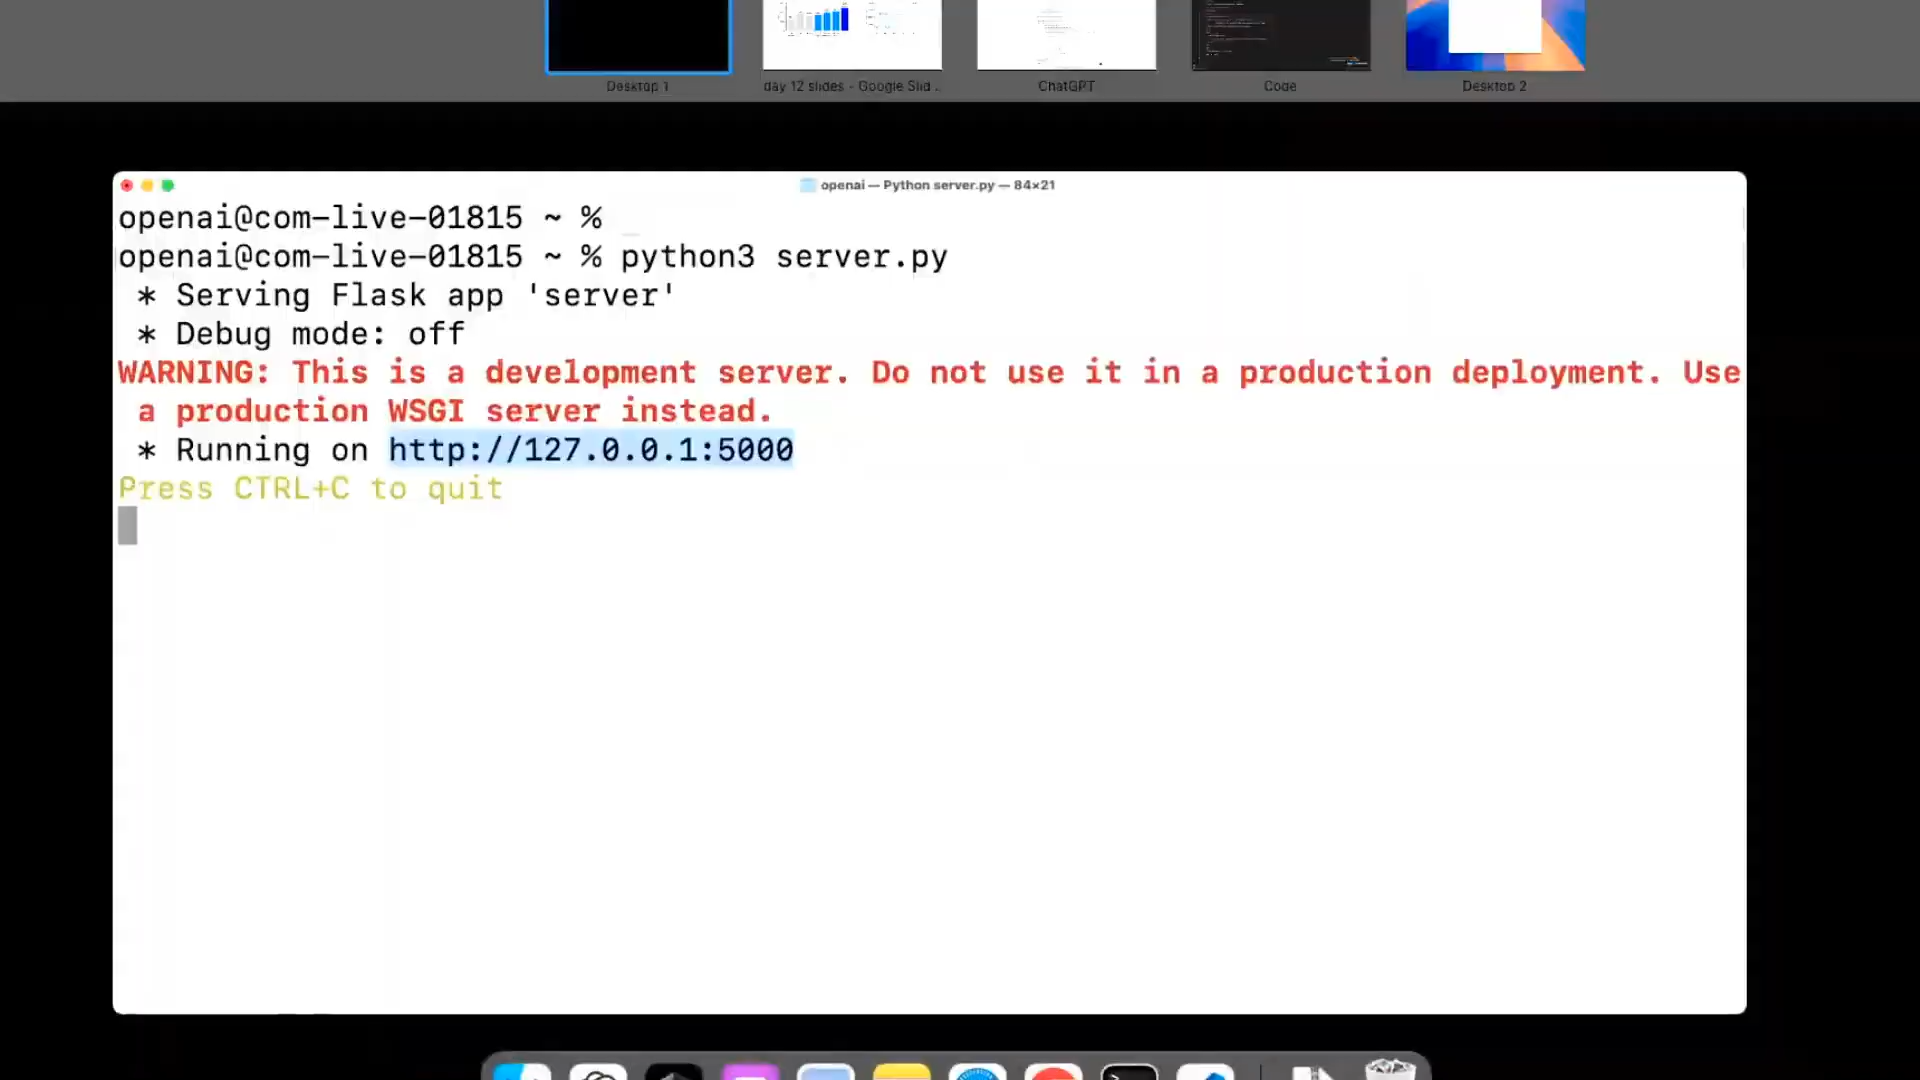 Desktop 1
day 12 slides - Google Slid...
ChatGPT
Code
Desktop 2
openai — Python server.py — 84×21
openai@com-live-01815 ~ %
openai@com-live-01815 ~ % python3 server.py
* Serving Flask app 'server'
* Debug mode: off
WARNING: This is a development server. Do not use it in a production deployment. Use
a production WSGI server instead.
* Running on http://127.0.0.1:5000
Press CTRL+C to quit